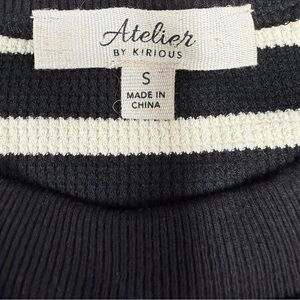 Atelier
BY KIRIOUS
S
MADE IN
CHINA